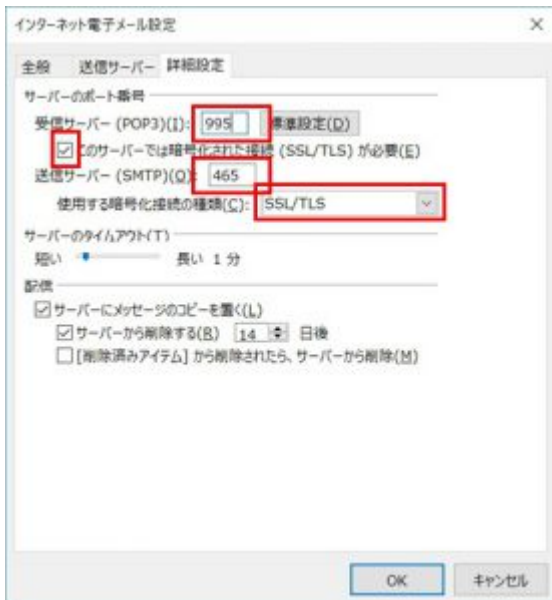 インターネット電子メール設定
全般 送信サーバー 詳細設定
サーバーのポート番号
受信サーバー (POP3)(I): 995 標準設定(D)
このサーバーでは暗号化された接続 (SSL/TLS) が必要(E)
送信サーバー (SMTP)(O): 465
使用する暗号化接続の種類(C): SSL/TLS
サーバーのタイムアウト(T)
短い 長い 1 分
配信
サーバーにメッセージのコピーを置く(L)
サーバーから削除する(R) 14 日後
[削除済みアイテム] から削除されたら、サーバーから削除(M)
OK キャンセル